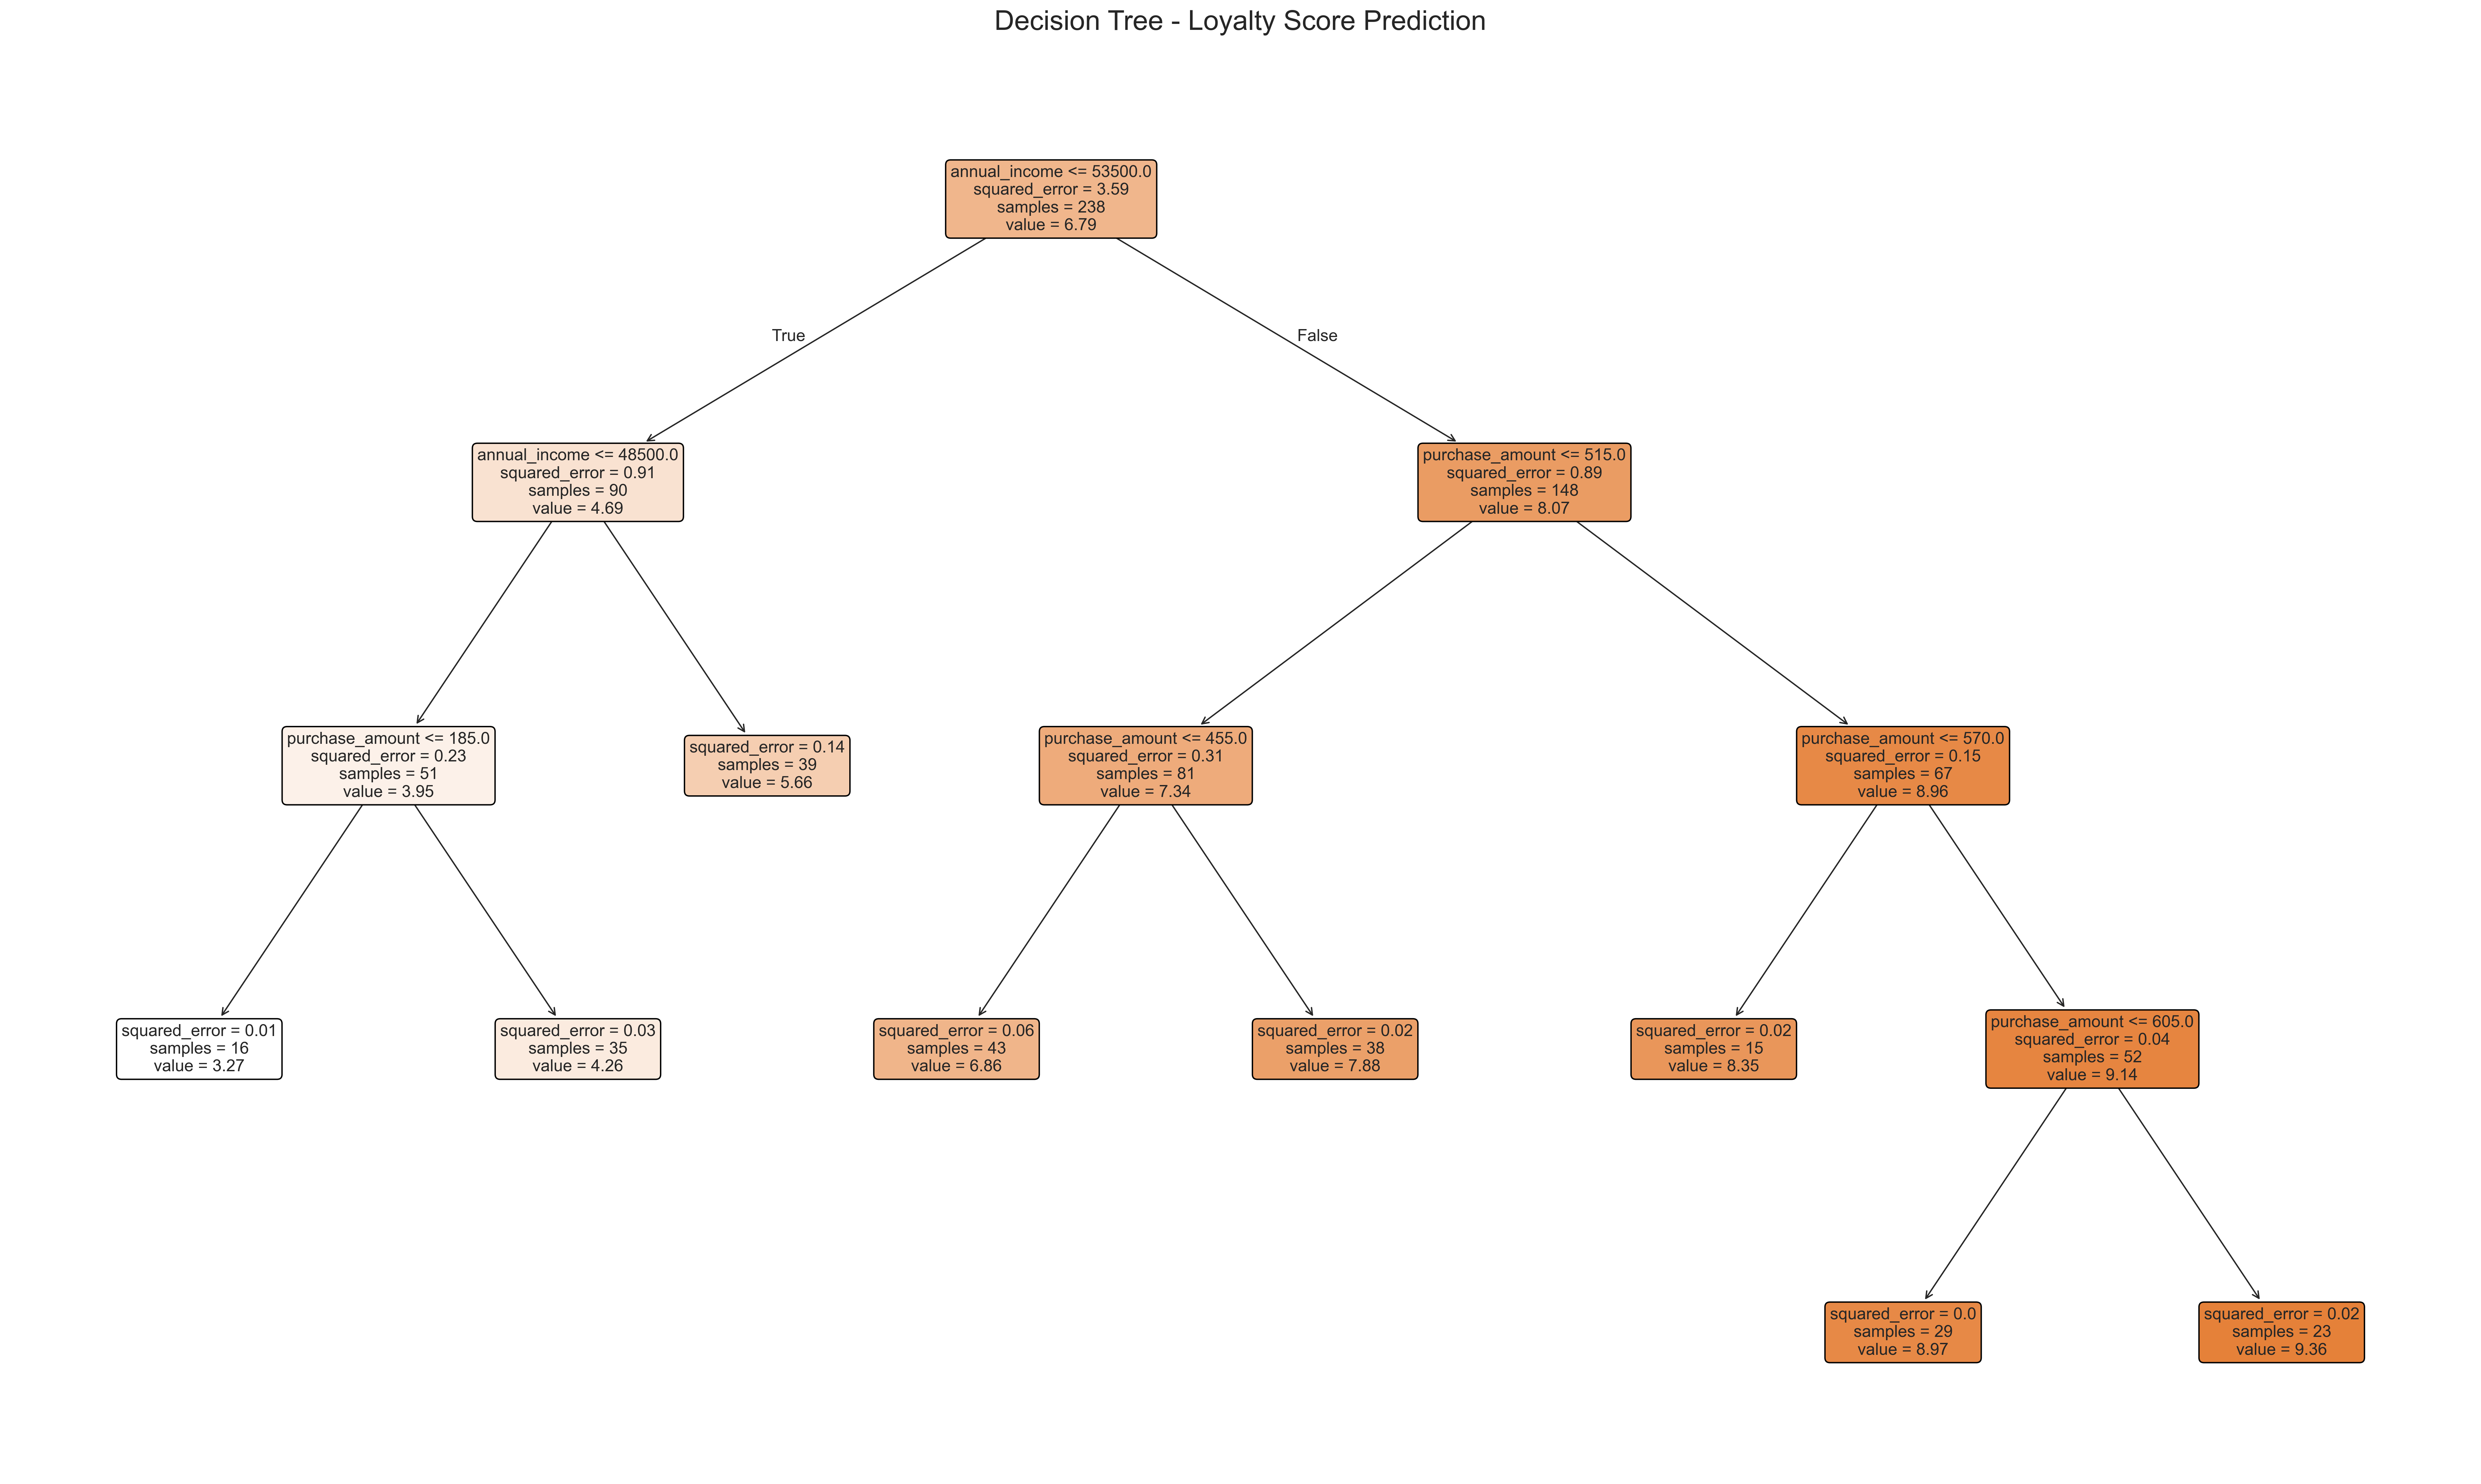 Decision Tree - Loyalty Score Prediction
annual_income <= 53500.0
squared_error = 3.59
samples = 238
value = 6.79
True
False
annual_income <= 48500.0
squared_error = 0.91
samples = 90
value = 4.69
purchase_amount <= 515.0
squared_error = 0.89
samples = 148
value = 8.07
purchase_amount <= 185.0
squared_error = 0.23
samples = 51
value = 3.95
squared_error = 0.14
samples = 39
value = 5.66
purchase_amount <= 455.0
squared_error = 0.31
samples = 81
value = 7.34
purchase_amount <= 570.0
squared_error = 0.15
samples = 67
value = 8.96
squared_error = 0.01
samples = 16
value = 3.27
squared_error = 0.03
samples = 35
value = 4.26
squared_error = 0.06
samples = 43
value = 6.86
squared_error = 0.02
samples = 38
value = 7.88
squared_error = 0.02
samples = 15
value = 8.35
purchase_amount <= 605.0
squared_error = 0.04
samples = 52
value = 9.14
squared_error = 0.0
samples = 29
value = 8.97
squared_error = 0.02
samples = 23
value = 9.36